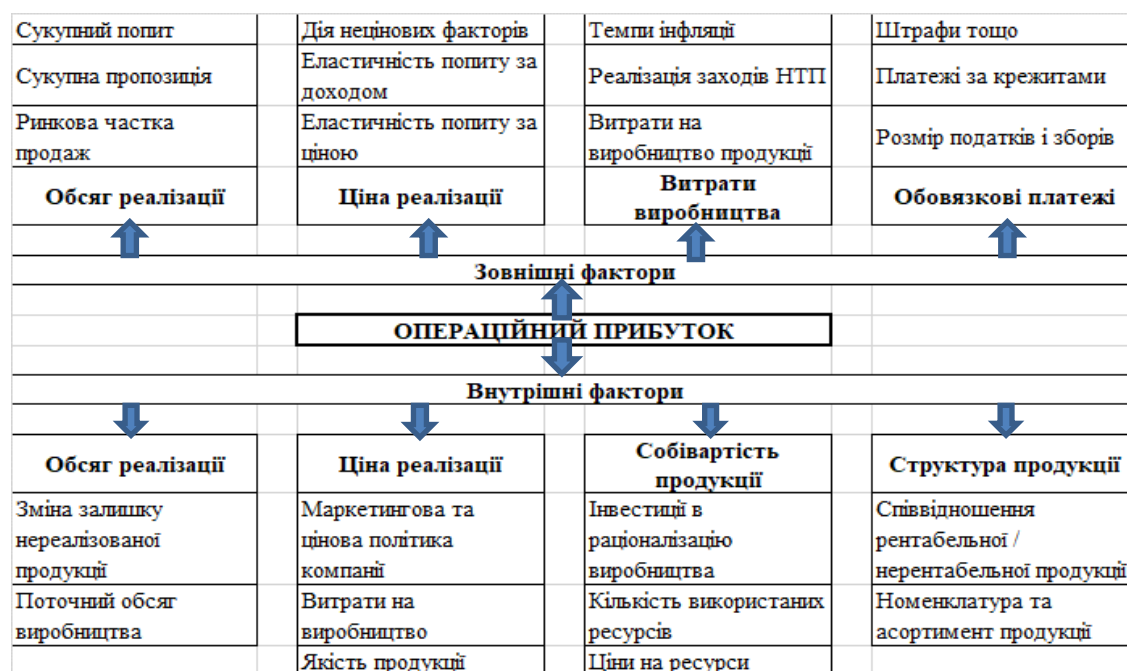 Сукупний попит
Дія нецінових факторів
Темпи інфляції
Штрафи тощо
Сукупна пропозиція
Еластичність попиту за
доходом
Реалізація заходів НТП
Платежі за крежитами
Ринкова частка
продаж
Еластичність попиту за
ціною
Витрати на
виробництво продукції
Розмір податків і зборів
Обсяг реалізації
Ціна реалізації
Витрати
виробництва
Обовязкові платежі
Зовнішні фактори
ОПЕРАЦІЙНИЙ ПРИБУТОК
Внутрішні фактори
Обсяг реалізації
Ціна реалізації
Собівартість
продукції
Структура продукції
Зміна залишку
нереалізованої
продукції
Маркетингова та
цінова політика
компанії
Інвестиції в
раціоналізацію
виробництва
Співвідношення
рентабельної /
нерентабельної продукції
Поточний обсяг
виробництва
Витрати на
виробництво
Кількість використаних
ресурсів
Номенклатура та
асортимент продукції
Якість продукції
Ціни на ресурси